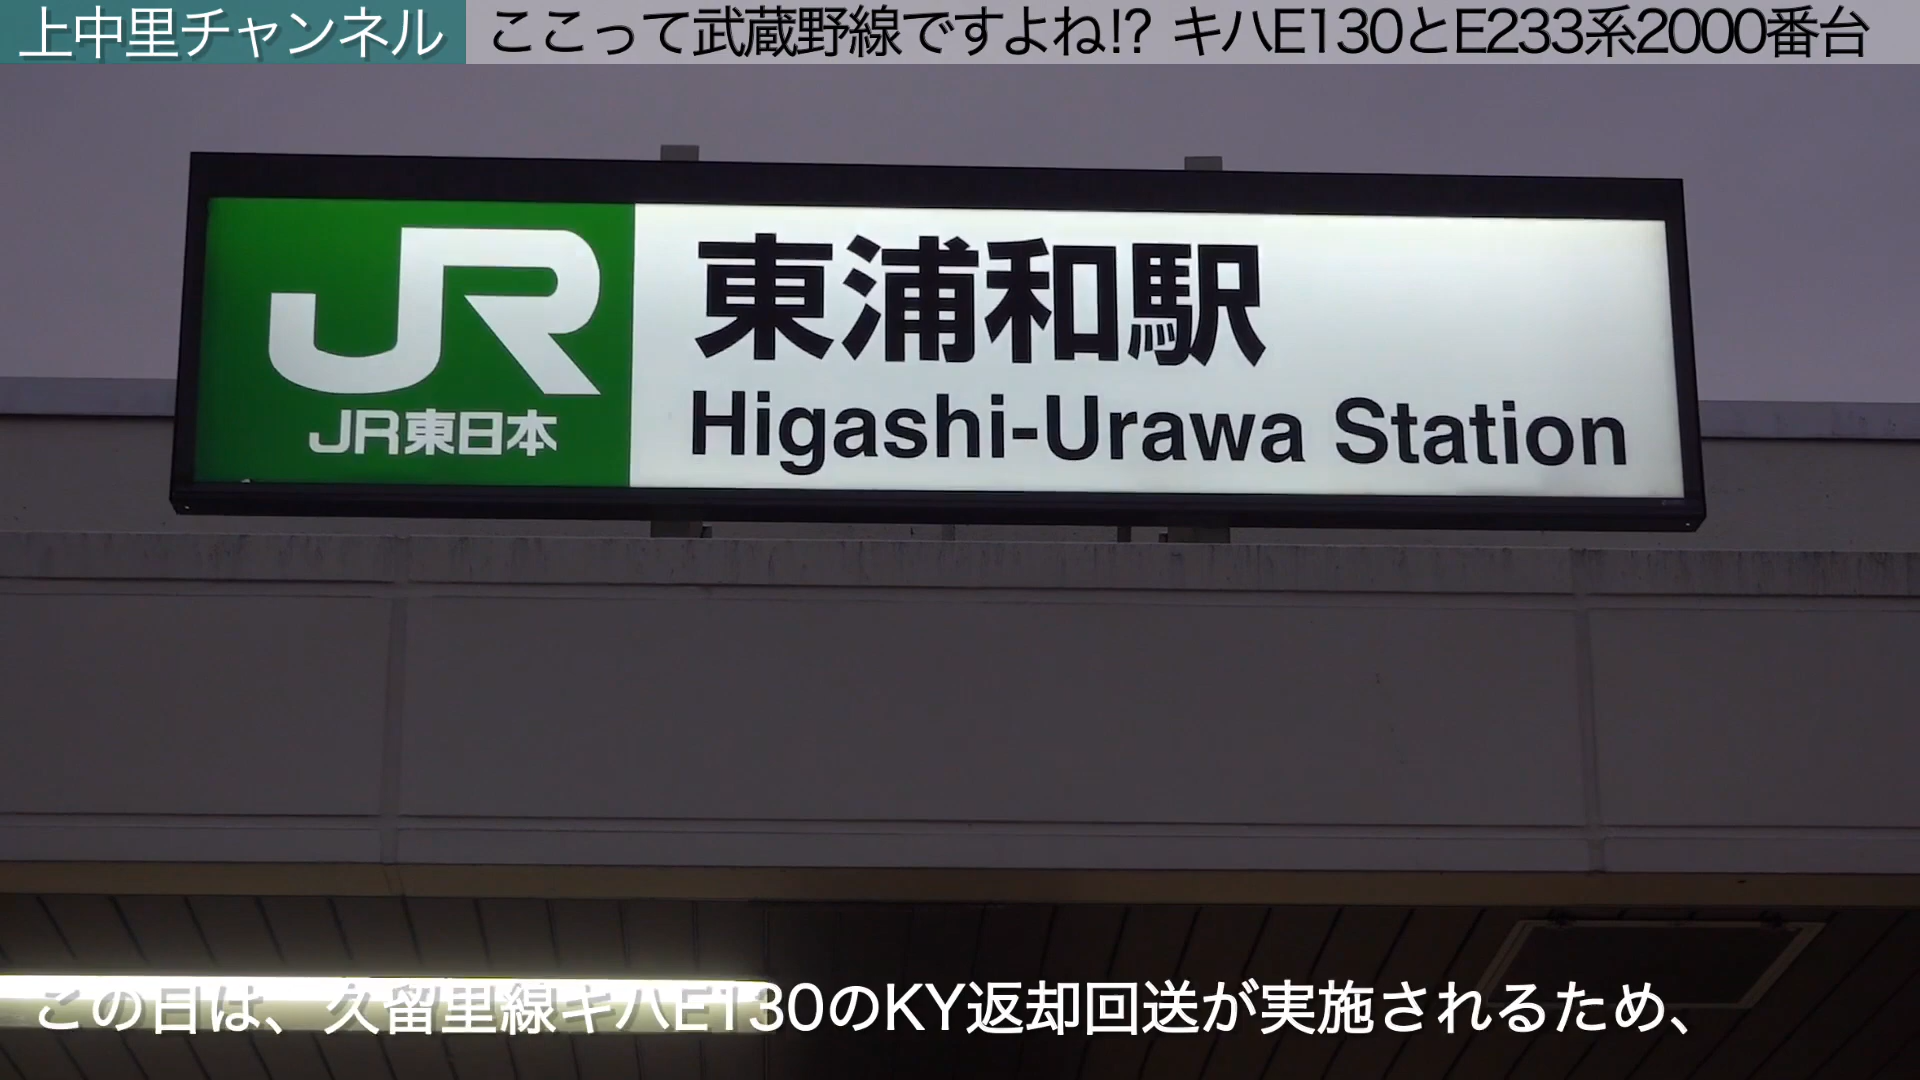 上中里チャンネル
ここって武蔵野線ですよね!? キハE130とE233系2000番台
JR
JR東日本
東浦和駅
Higashi-Urawa Station
この日は、久留里線キハE130のKY返却回送が実施されるため、